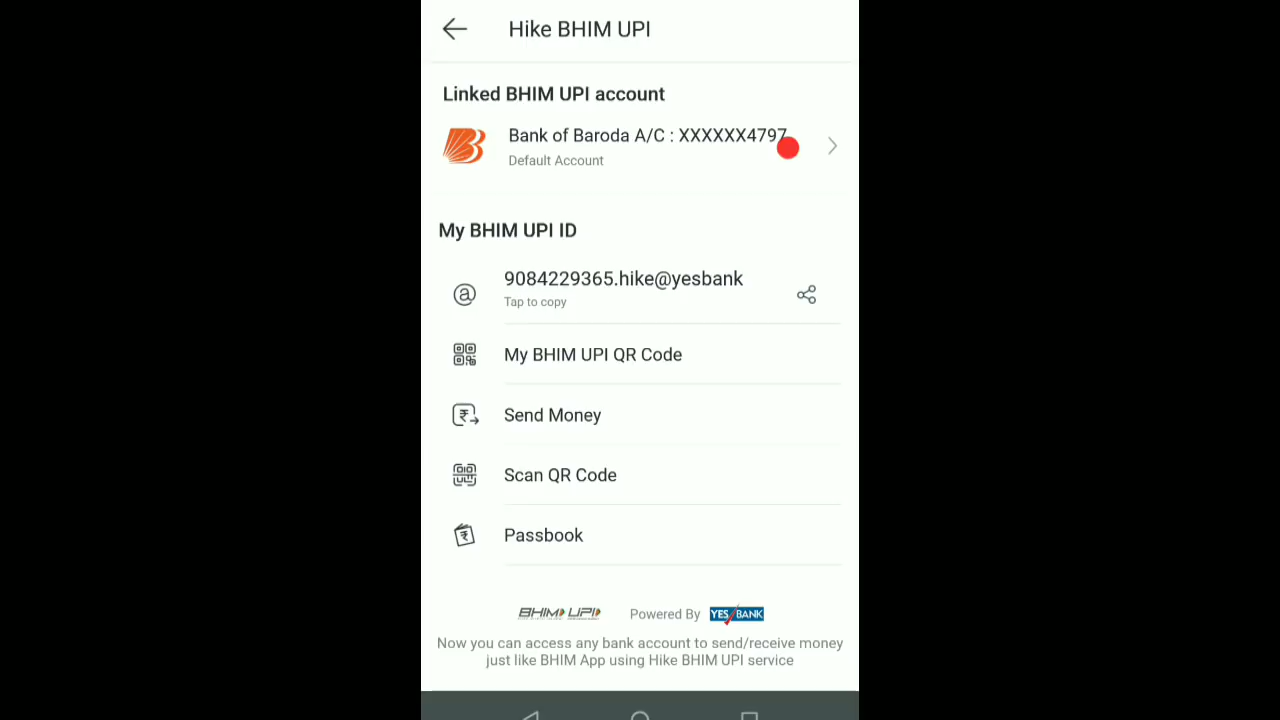 Hike BHIM UPI
Linked BHIM UPI account
Bank of Baroda A/C : XXXXXX4797
Default Account
My BHIM UPI ID
9084229365.hike@yesbank
Tap to copy
My BHIM UPI QR Code
Send Money
Scan QR Code
Passbook
BHIM UPI Powered By YES BANK
Now you can access any bank account to send/receive money
just like BHIM App using Hike BHIM UPI service